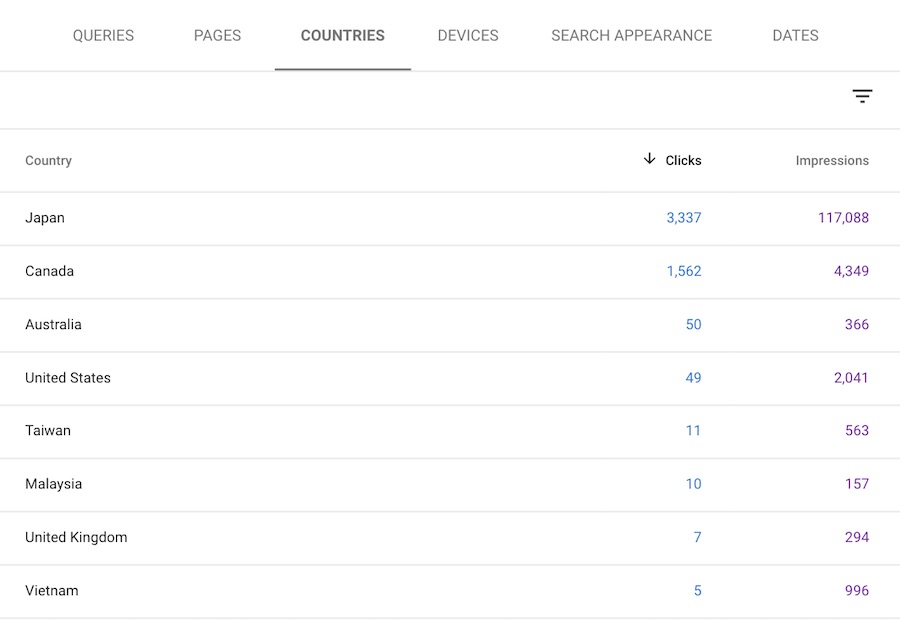 QUERIES PAGES COUNTRIES DEVICES SEARCH APPEARANCE DATES
Country Clicks Impressions
Japan 3,337 117,088
Canada 1,562 4,349
Australia 50 366
United States 49 2,041
Taiwan 11 563
Malaysia 10 157
United Kingdom 7 294
Vietnam 5 996